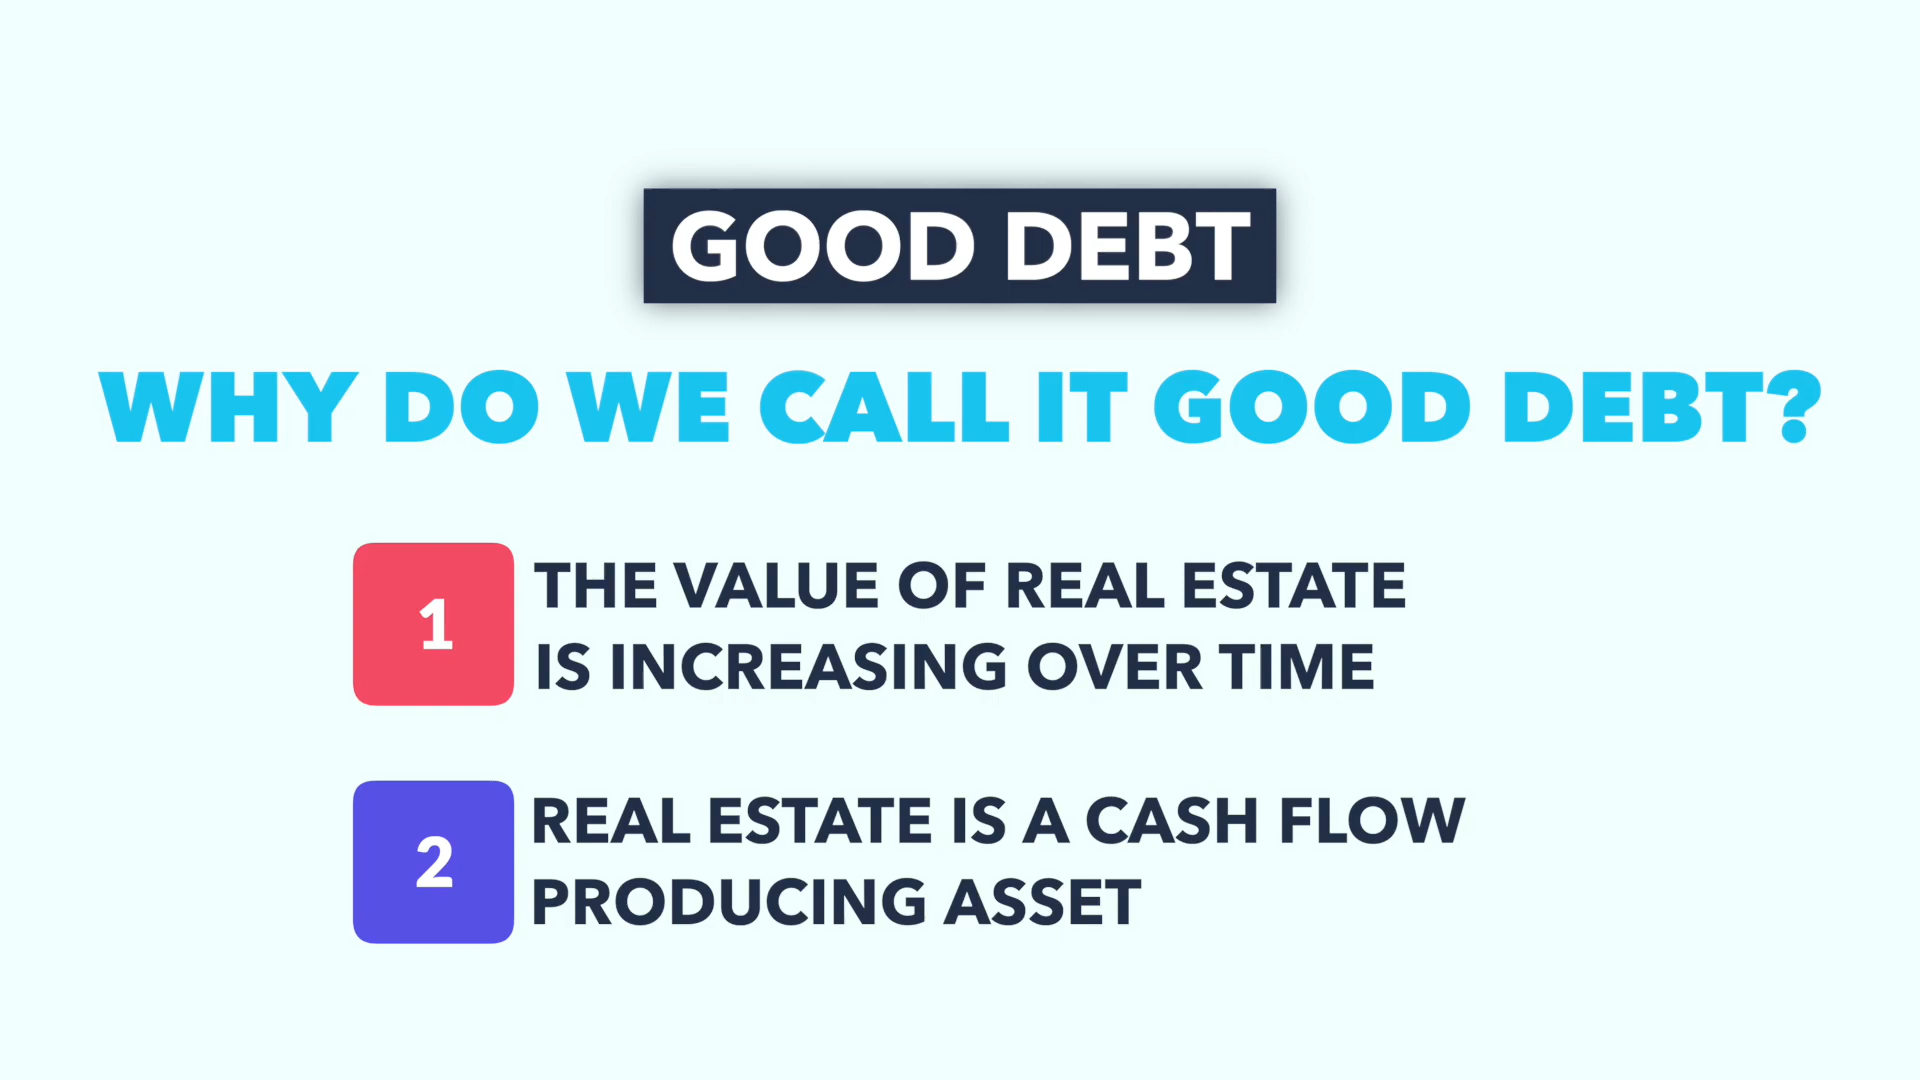 GOOD DEBT
WHY DO WE CALL IT GOOD DEBT?
1
THE VALUE OF REAL ESTATE
IS INCREASING OVER TIME
2
REAL ESTATE IS A CASH FLOW
PRODUCING ASSET